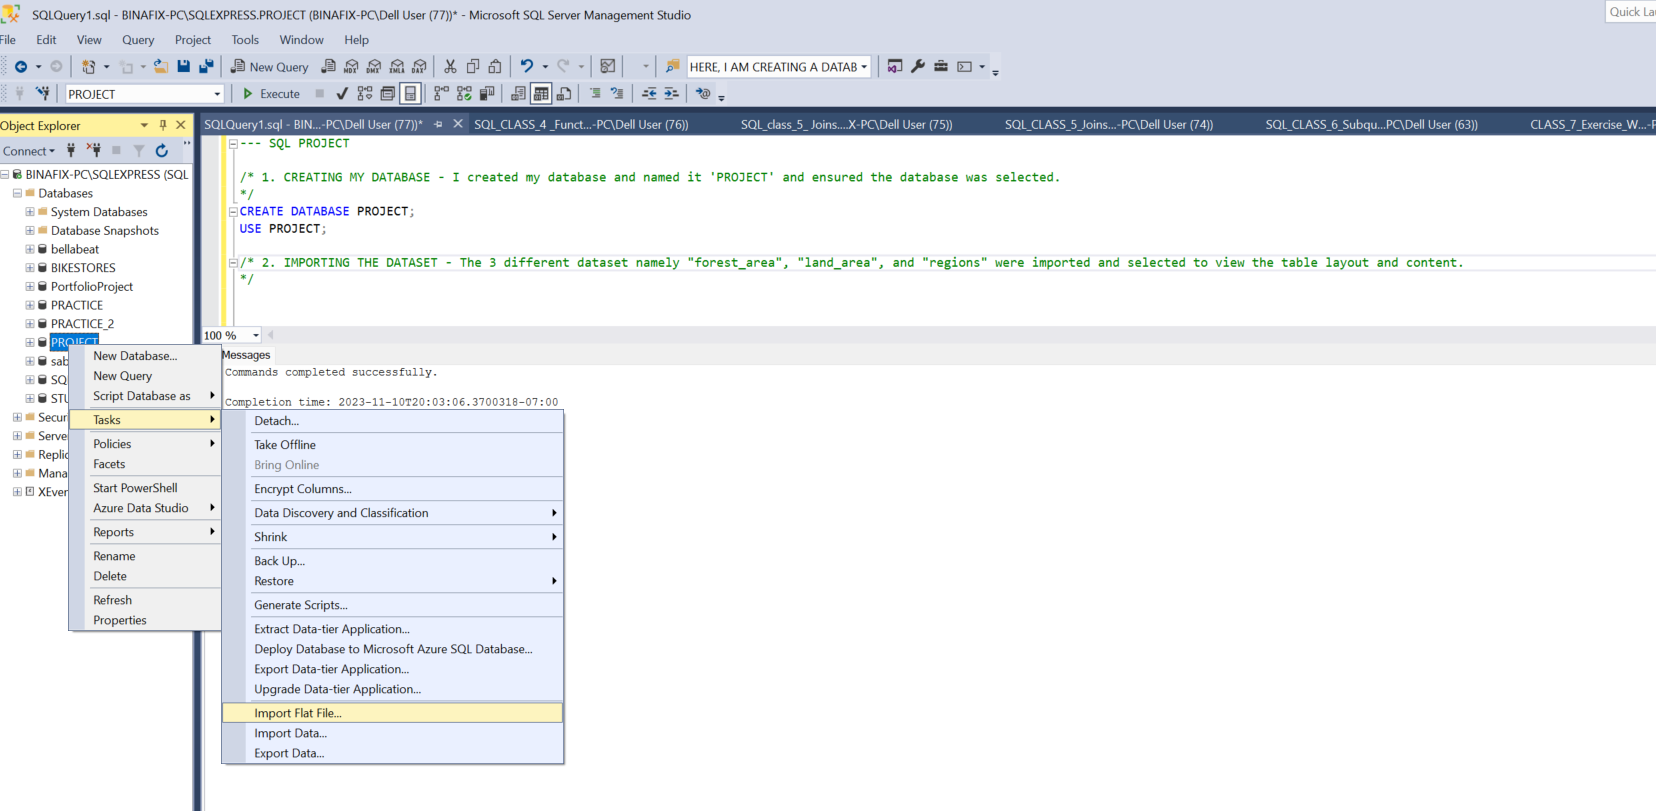 SQLQuery1.sql - BINAFIX-PC\SQLEXPRESS.PROJECT (BINAFIX-PC\Dell User (77))* - Microsoft SQL Server Management Studio
Quick Lau
File Edit View Query Project Tools Window Help
New Query MDX DMX XMLA DAX HERE, I AM CREATING A DATAB
PROJECT Execute
Object Explorer
SQLQuery1.sql - BIN...-PC\Dell User (77))* SQL_CLASS_4 _Funct...-PC\Dell User (76)) SQL_class_5_ Joins....X-PC\Dell User (75)) SQL_CLASS_5_Joins...-PC\Dell User (74)) SQL_CLASS_6_Subqu...PC\Dell User (63)) CLASS_7_Exercise_W...-P
Connect
BINAFIX-PC\SQLEXPRESS (SQL
Databases
System Databases
Database Snapshots
bellabeat
BIKESTORES
PortfolioProject
PRACTICE
PRACTICE_2
PROJECT
sab
SQ
STU
Secur
Serve
Replic
Mana
XEver
--- SQL PROJECT
/* 1. CREATING MY DATABASE - I created my database and named it 'PROJECT' and ensured the database was selected.
*/
CREATE DATABASE PROJECT;
USE PROJECT;
/* 2. IMPORTING THE DATASET - The 3 different dataset namely "forest_area", "land_area", and "regions" were imported and selected to view the table layout and content.
*/
100 %
Messages
Commands completed successfully.
Completion time: 2023-11-10T20:03:06.3700318-07:00
New Database...
New Query
Script Database as
Tasks
Policies
Facets
Start PowerShell
Azure Data Studio
Reports
Rename
Delete
Refresh
Properties
Detach...
Take Offline
Bring Online
Encrypt Columns...
Data Discovery and Classification
Shrink
Back Up...
Restore
Generate Scripts...
Extract Data-tier Application...
Deploy Database to Microsoft Azure SQL Database...
Export Data-tier Application...
Upgrade Data-tier Application...
Import Flat File...
Import Data...
Export Data...